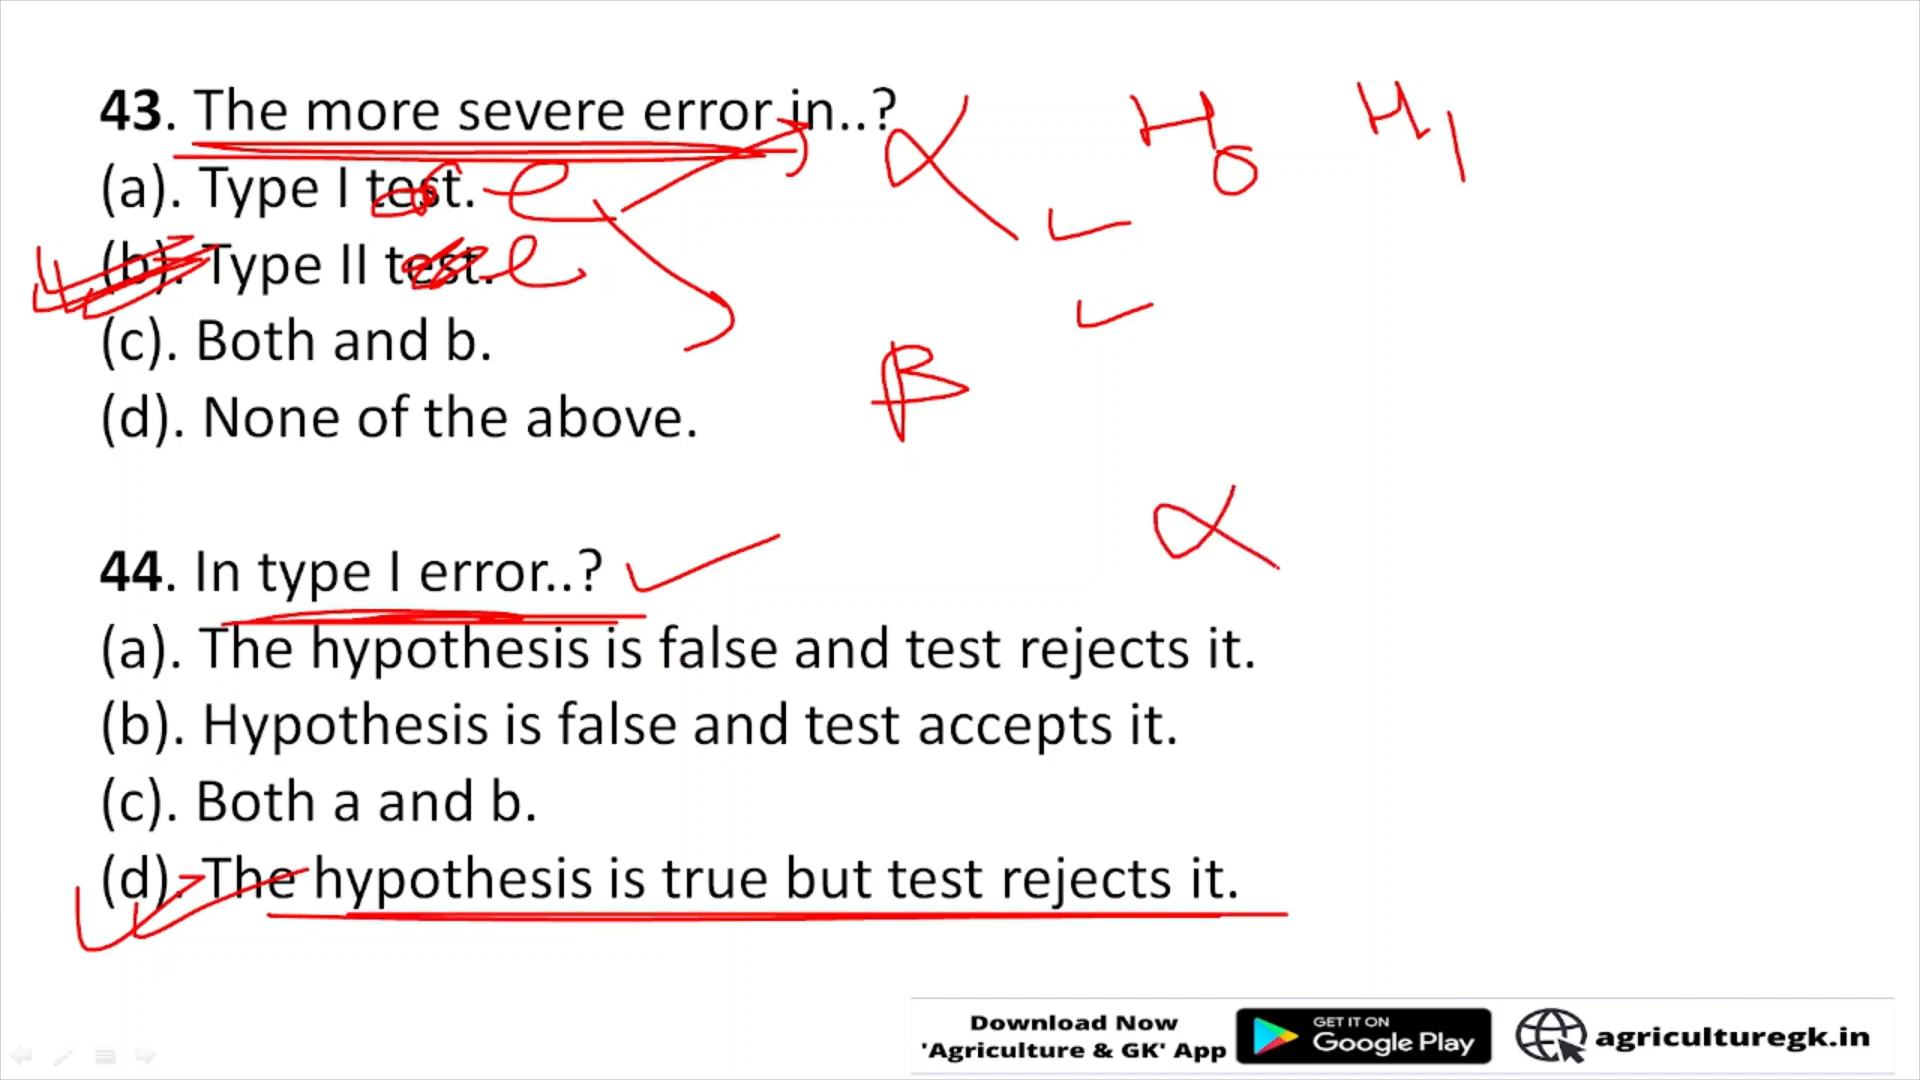 43. The more severe error in..?
α H0 H1
(a). Type I test. e
(b). Type II test. e
(c). Both and b.
β
(d). None of the above.
α
44. In type I error..?
(a). The hypothesis is false and test rejects it.
(b). Hypothesis is false and test accepts it.
(c). Both a and b.
(d). The hypothesis is true but test rejects it.
Download Now
'Agriculture & GK' App
GET IT ON
Google Play
agriculturegk.in